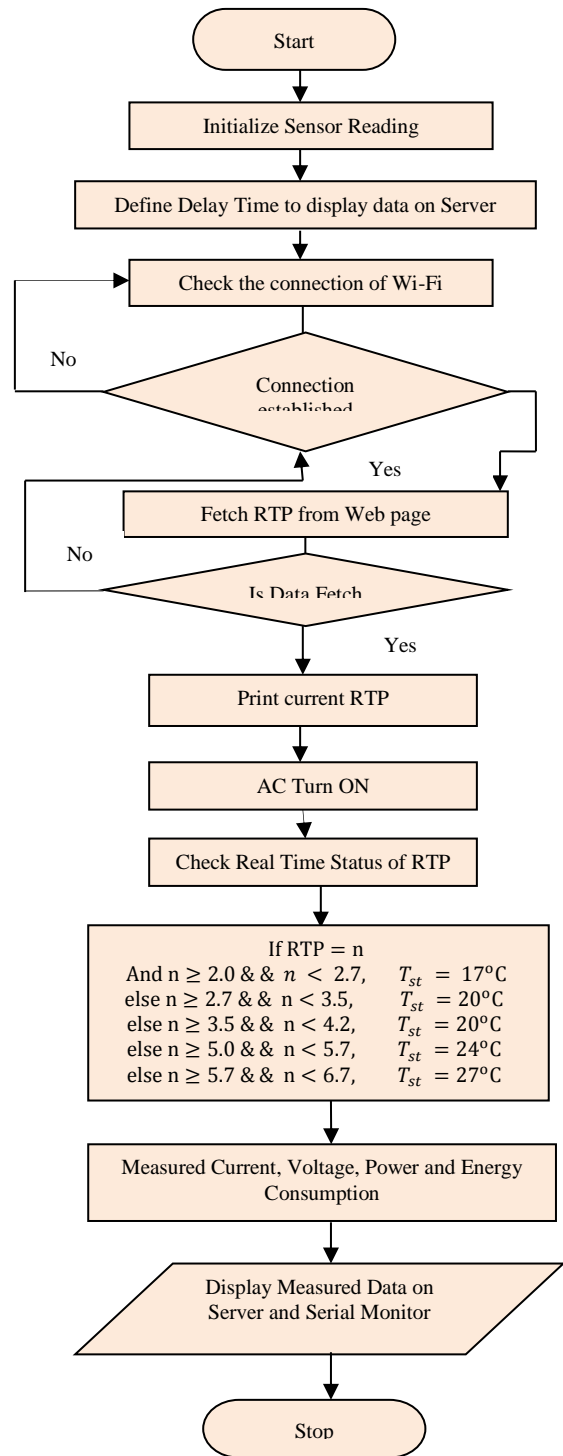 Start
Initialize Sensor Reading
Define Delay Time to display data on Server
Check the connection of Wi-Fi
No
Connection
established
Yes
Fetch RTP from Web page
No
Is Data Fetch
Yes
Print current RTP
AC Turn ON
Check Real Time Status of RTP
If RTP = n
And n ≥ 2.0 && n < 2.7, T_st = 17°C
else n ≥ 2.7 && n < 3.5, T_st = 20°C
else n ≥ 3.5 && n < 4.2, T_st = 20°C
else n ≥ 5.0 && n < 5.7, T_st = 24°C
else n ≥ 5.7 && n < 6.7, T_st = 27°C
Measured Current, Voltage, Power and Energy
Consumption
Display Measured Data on
Server and Serial Monitor
Stop